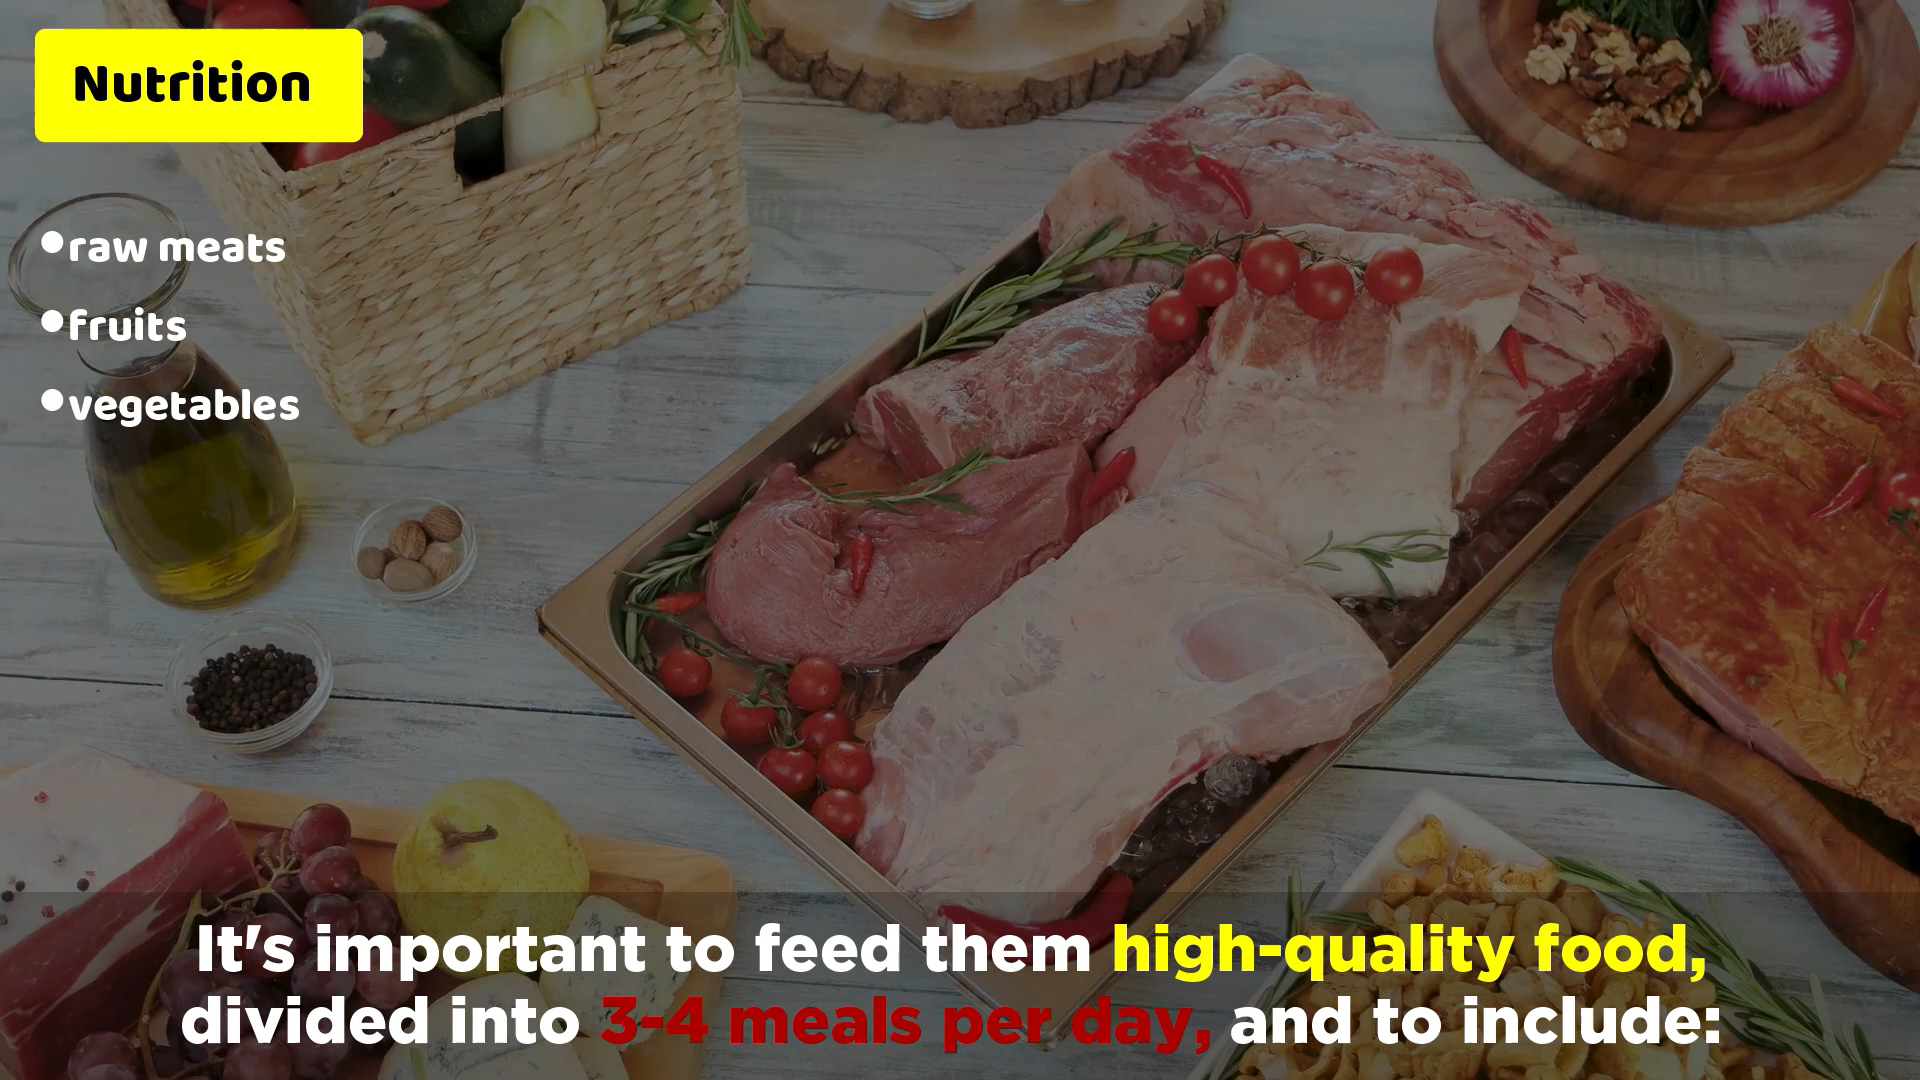 Nutrition
•raw meats
•fruits
•vegetables
It's important to feed them high-quality food,
divided into 3-4 meals per day, and to include: